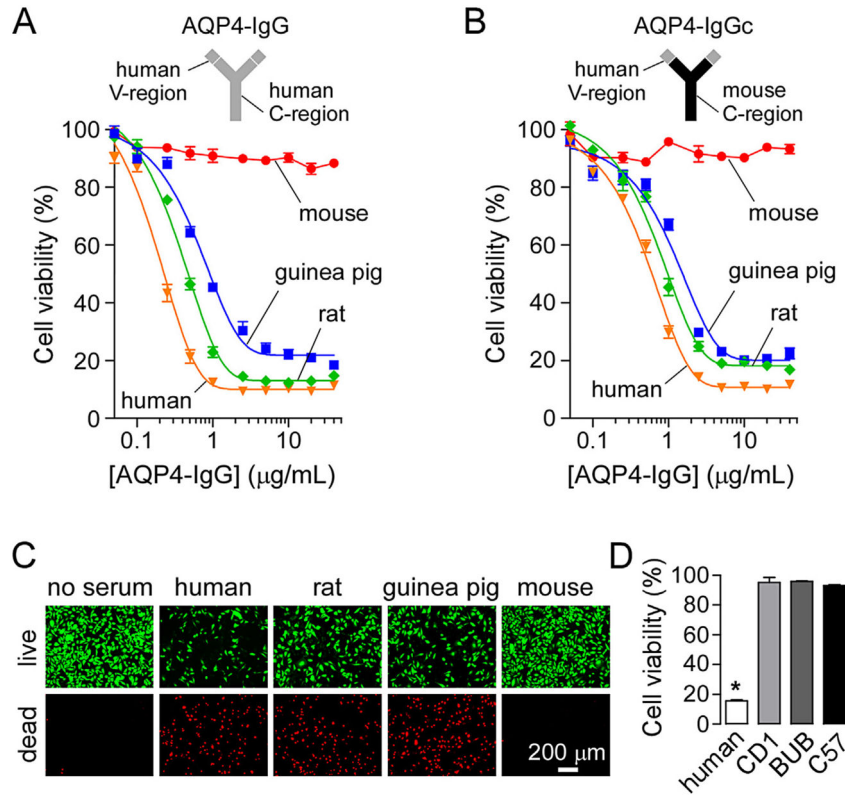 A
AQP4-IgG
human
V-region
human
C-region
100
80
60
40
20
0
Cell viability (%)
mouse
guinea pig
rat
human
0.1
1
10
[AQP4-IgG] (μg/mL)
B
AQP4-IgGc
human
V-region
mouse
C-region
100
80
60
40
20
0
Cell viability (%)
mouse
guinea pig
rat
human
0.1
1
10
[AQP4-IgG] (μg/mL)
C
no serum human rat guinea pig mouse
live
dead
200 μm
D
Cell viability (%)
100
80
60
40
20
0
*
human
CD1
BUB
C57